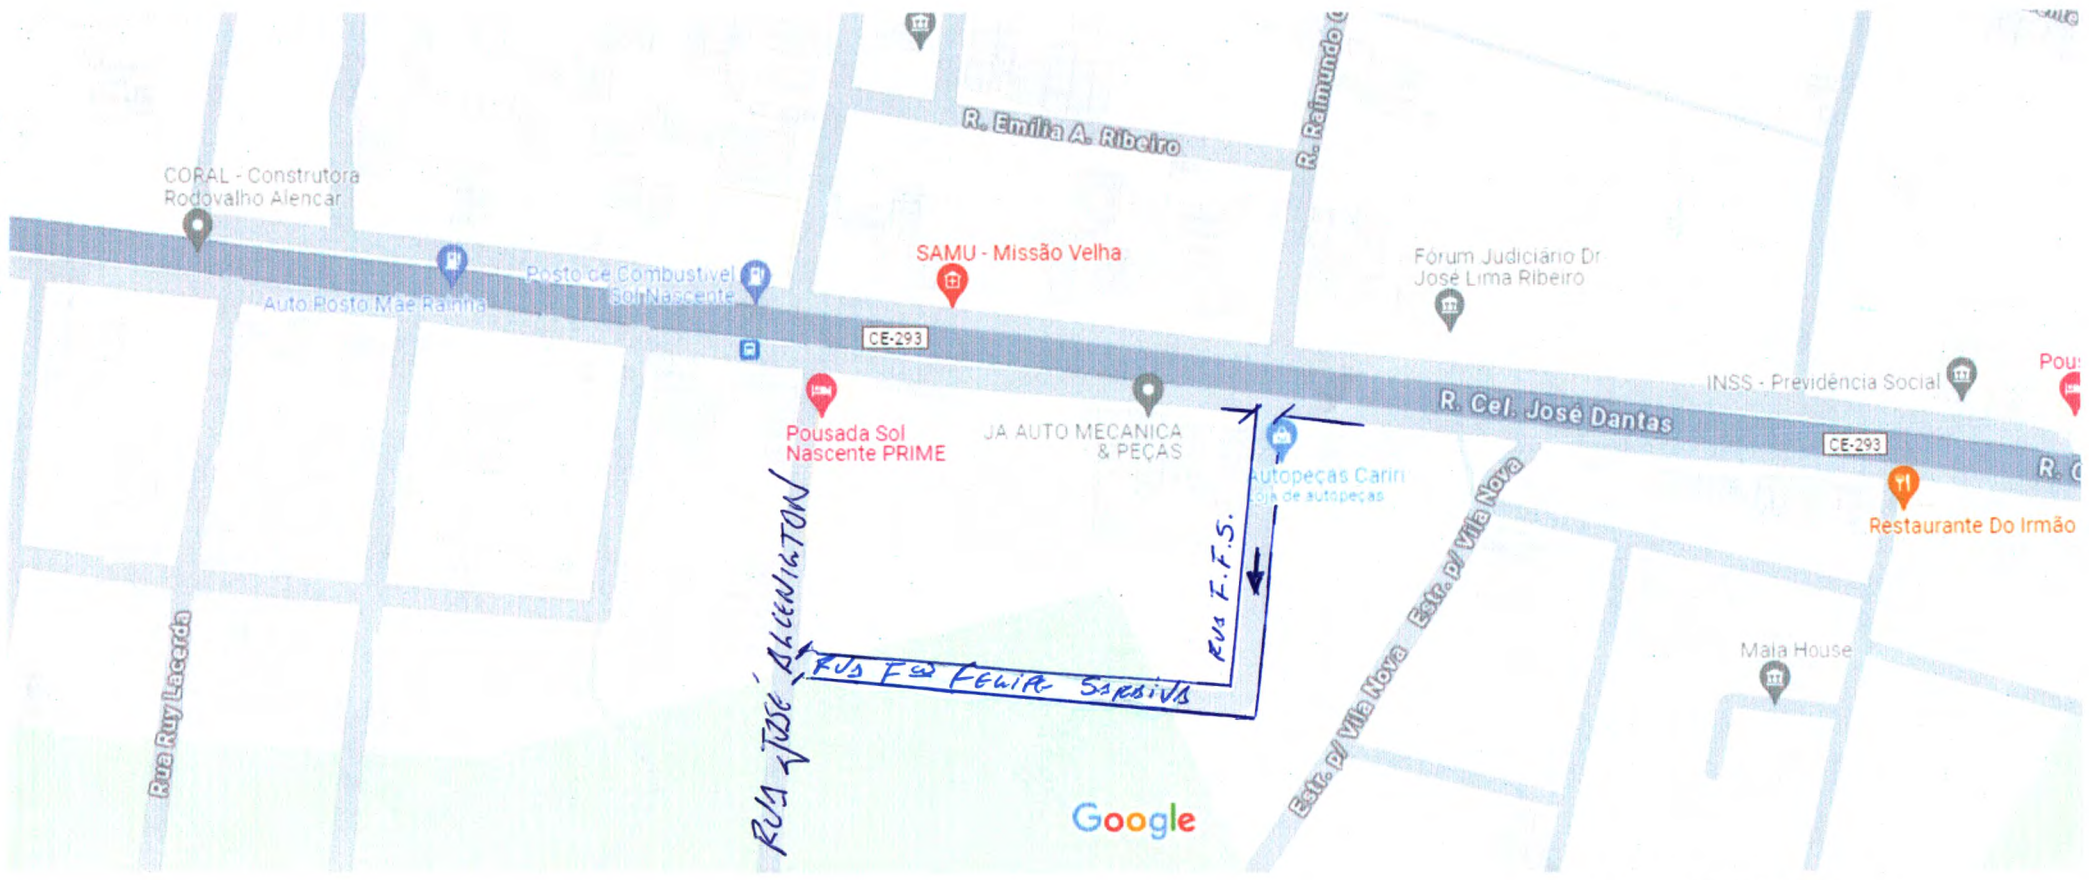 R. Raimundo
R. Emília A. Ribeiro
CORAL - Construtora
Rodovalho Alencar
SAMU - Missão Velha
Fórum Judiciário Dr
José Lima Ribeiro
Posto de Combustível
Sol Nascente
Auto Posto Mãe Rainha
CE-293
INSS - Previdência Social
Pous
R. Cel. José Dantas
CE-293
R. C
Pousada Sol
Nascente PRIME
JA AUTO MECANICA
& PEÇAS
Autopeças Cariri
Loja de autopeças
Restaurante Do Irmão
Estr. p/ Vila Nova
Estr. p/ Vila Nova
RUA F.F.S.
RUA JOSÉ ALCENILTON
RUA Fco FELIPE SARAIVA
Rua Ruy Lacerda
Maia House
Google